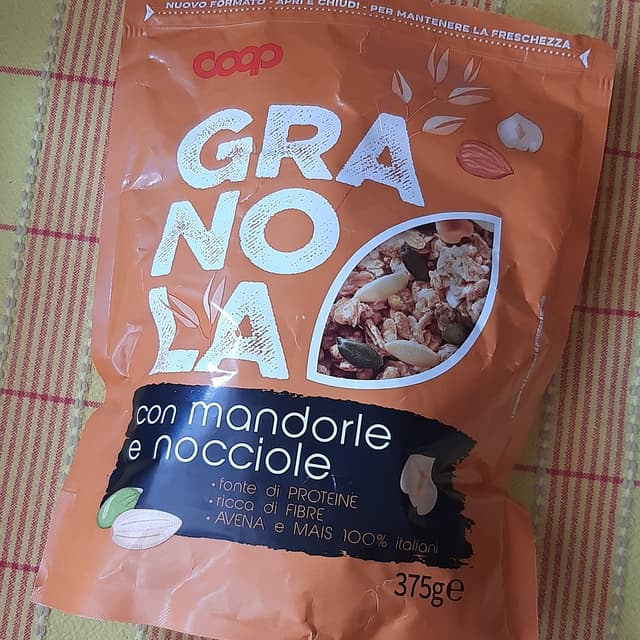 NUOVO FORMATO - APRI E CHIUDI - PER MANTENERE LA FRESCHEZZA
coop
GRA
NO
LA
con mandorle
e nocciole
• fonte di PROTEINE
• ricca di FIBRE
• AVENA e MAIS 100% italiani
375g e